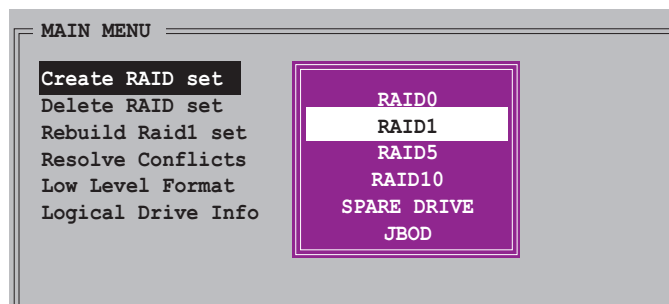 MAIN MENU
Create RAID set
Delete RAID set
Rebuild Raid1 set
Resolve Conflicts
Low Level Format
Logical Drive Info
RAID0
RAID1
RAID5
RAID10
SPARE DRIVE
JBOD